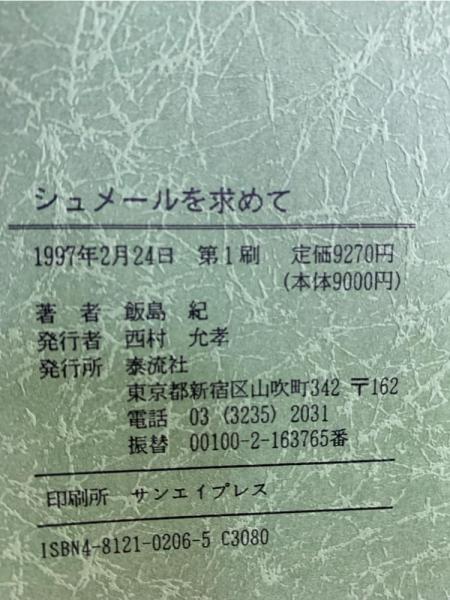 シュメールを求めて
1997年2月24日 第1刷 定価9270円
(本体9000円)
著者 飯島 紀
発行者 西村 允孝
発行所 泰流社
東京都新宿区山吹町342 〒162
電話 03 (3235) 2031
振替 00100-2-163765番
印刷所 サンエイプレス
ISBN4-8121-0206-5 C3080